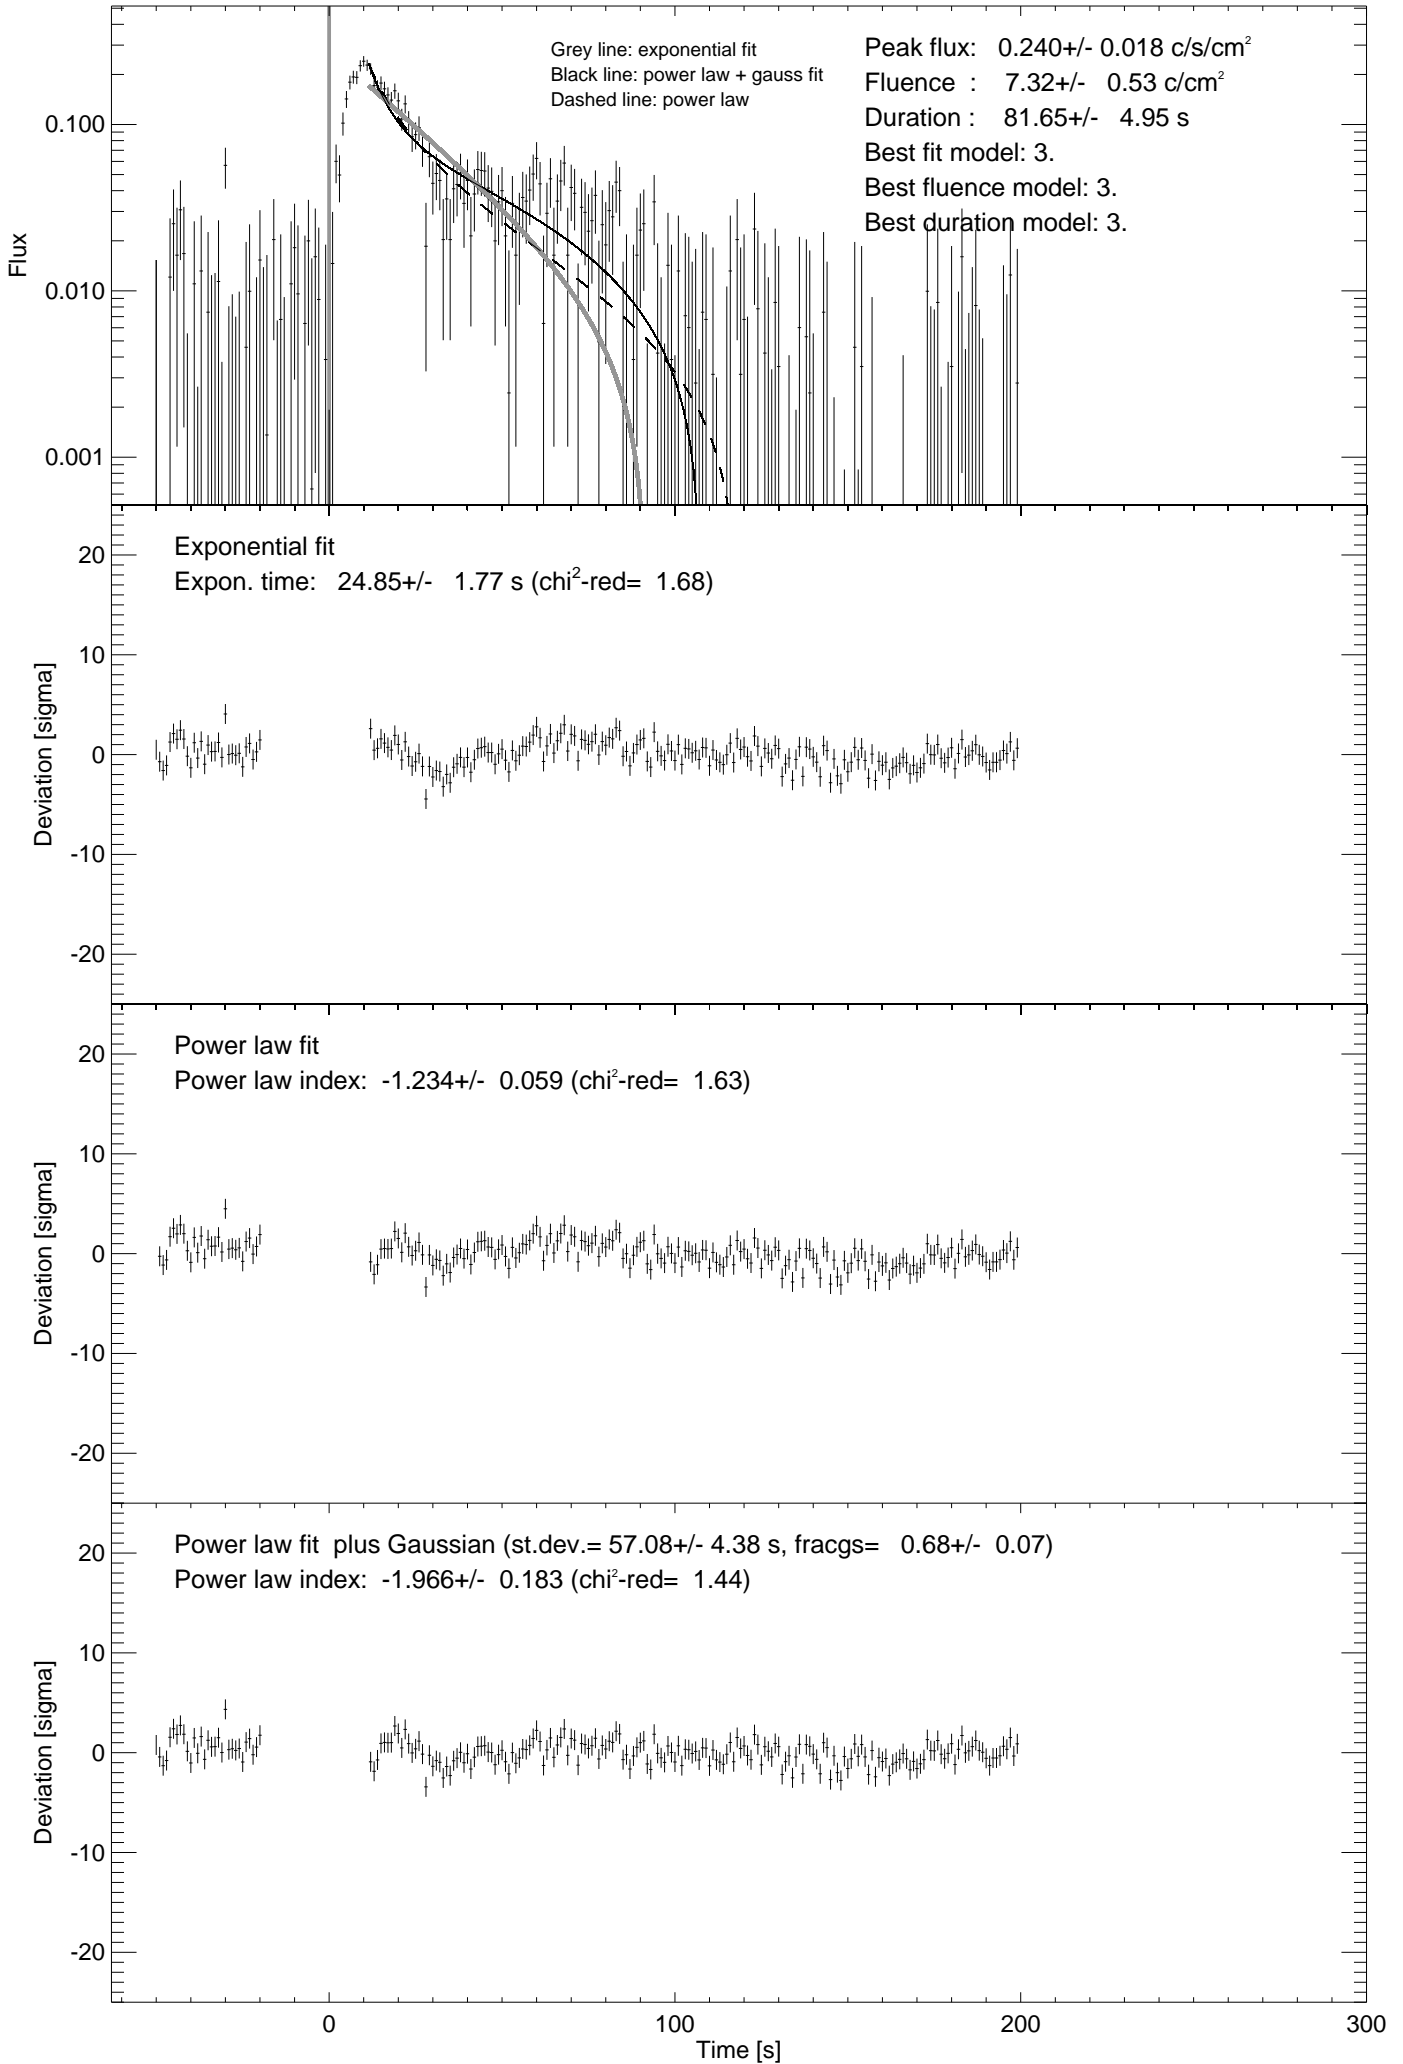 Grey line: exponential fit
Black line: power law + gauss fit
Dashed line: power law
Peak flux: 0.240+/- 0.018 c/s/cm²
Fluence : 7.32+/- 0.53 c/cm²
Duration : 81.65+/- 4.95 s
Best fit model: 3.
Best fluence model: 3.
Best duration model: 3.
0.100
0.010
0.001
Flux
Exponential fit
Expon. time: 24.85+/- 1.77 s (chi²-red= 1.68)
20
10
0
-10
-20
Deviation [sigma]
Power law fit
Power law index: -1.234+/- 0.059 (chi²-red= 1.63)
20
10
0
-10
-20
Deviation [sigma]
Power law fit plus Gaussian (st.dev.= 57.08+/- 4.38 s, fracgs= 0.68+/- 0.07)
Power law index: -1.966+/- 0.183 (chi²-red= 1.44)
20
10
0
-10
-20
Deviation [sigma]
0 100 200 300
Time [s]